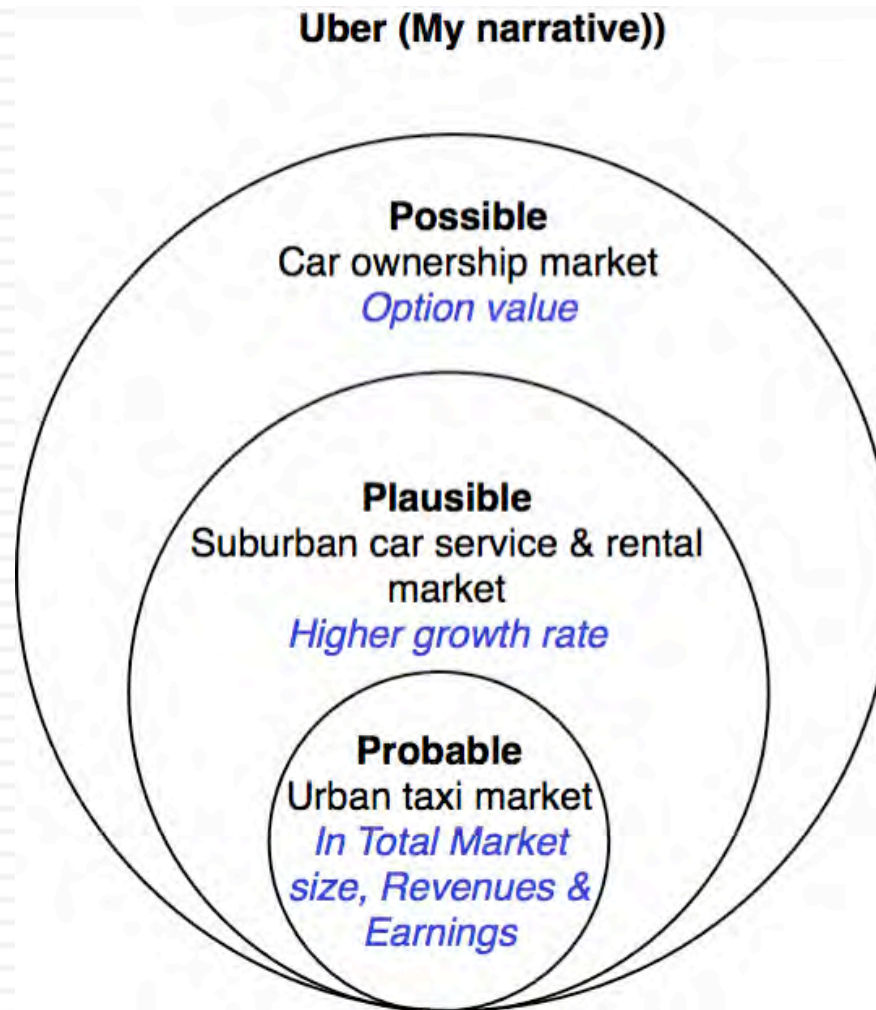 Uber (My narrative))
Possible
Car ownership market
Option value
Plausible
Suburban car service & rental
market
Higher growth rate
Probable
Urban taxi market
In Total Market
size, Revenues &
Earnings